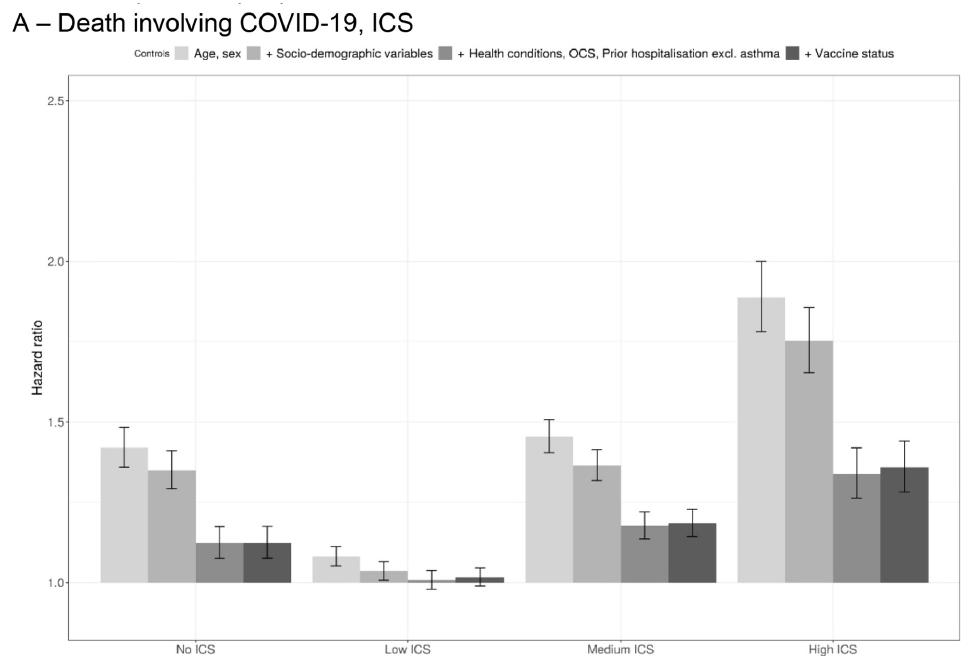 A – Death involving COVID-19, ICS
Controls Age, sex + Socio-demographic variables + Health conditions, OCS, Prior hospitalisation excl. asthma + Vaccine status
2.5
2.0
1.5
1.0
Hazard ratio
No ICS Low ICS Medium ICS High ICS